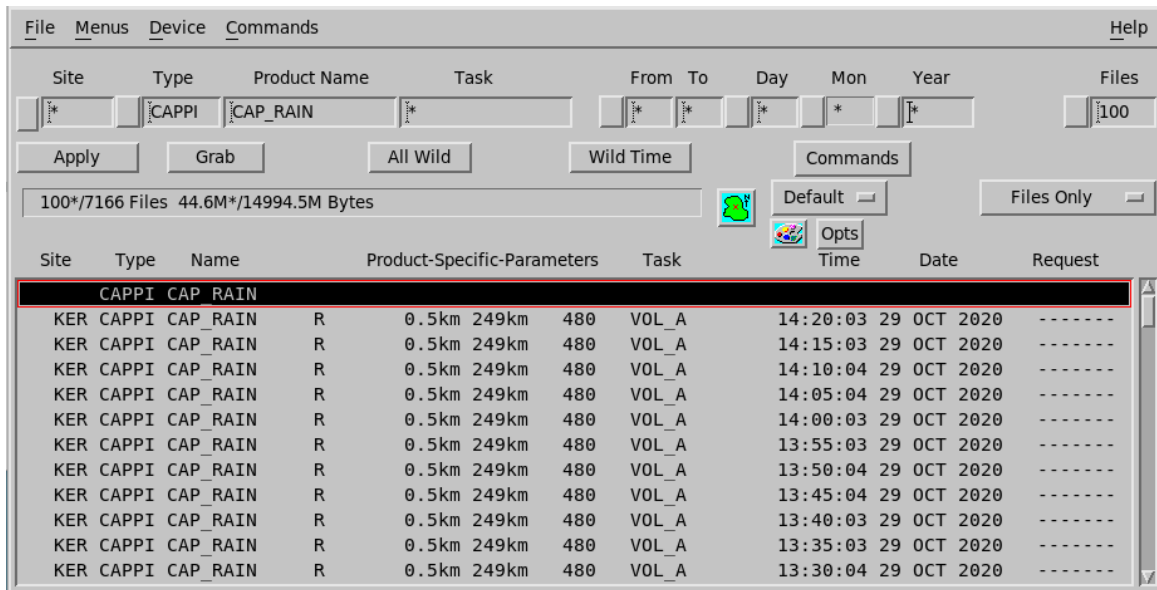 File Menus Device Commands Help
Site Type Product Name Task From To Day Mon Year Files
* CAPPI CAP_RAIN * * * * * * 100
Apply Grab All Wild Wild Time Commands
100*/7166 Files 44.6M*/14994.5M Bytes N Default Files Only
Opts
Site Type Name Product-Specific-Parameters Task Time Date Request
CAPPI CAP_RAIN
KER CAPPI CAP_RAIN R 0.5km 249km 480 VOL_A 14:20:03 29 OCT 2020 -------
KER CAPPI CAP_RAIN R 0.5km 249km 480 VOL_A 14:15:03 29 OCT 2020 -------
KER CAPPI CAP_RAIN R 0.5km 249km 480 VOL_A 14:10:04 29 OCT 2020 -------
KER CAPPI CAP_RAIN R 0.5km 249km 480 VOL_A 14:05:04 29 OCT 2020 -------
KER CAPPI CAP_RAIN R 0.5km 249km 480 VOL_A 14:00:03 29 OCT 2020 -------
KER CAPPI CAP_RAIN R 0.5km 249km 480 VOL_A 13:55:03 29 OCT 2020 -------
KER CAPPI CAP_RAIN R 0.5km 249km 480 VOL_A 13:50:04 29 OCT 2020 -------
KER CAPPI CAP_RAIN R 0.5km 249km 480 VOL_A 13:45:04 29 OCT 2020 -------
KER CAPPI CAP_RAIN R 0.5km 249km 480 VOL_A 13:40:03 29 OCT 2020 -------
KER CAPPI CAP_RAIN R 0.5km 249km 480 VOL_A 13:35:03 29 OCT 2020 -------
KER CAPPI CAP_RAIN R 0.5km 249km 480 VOL_A 13:30:04 29 OCT 2020 -------